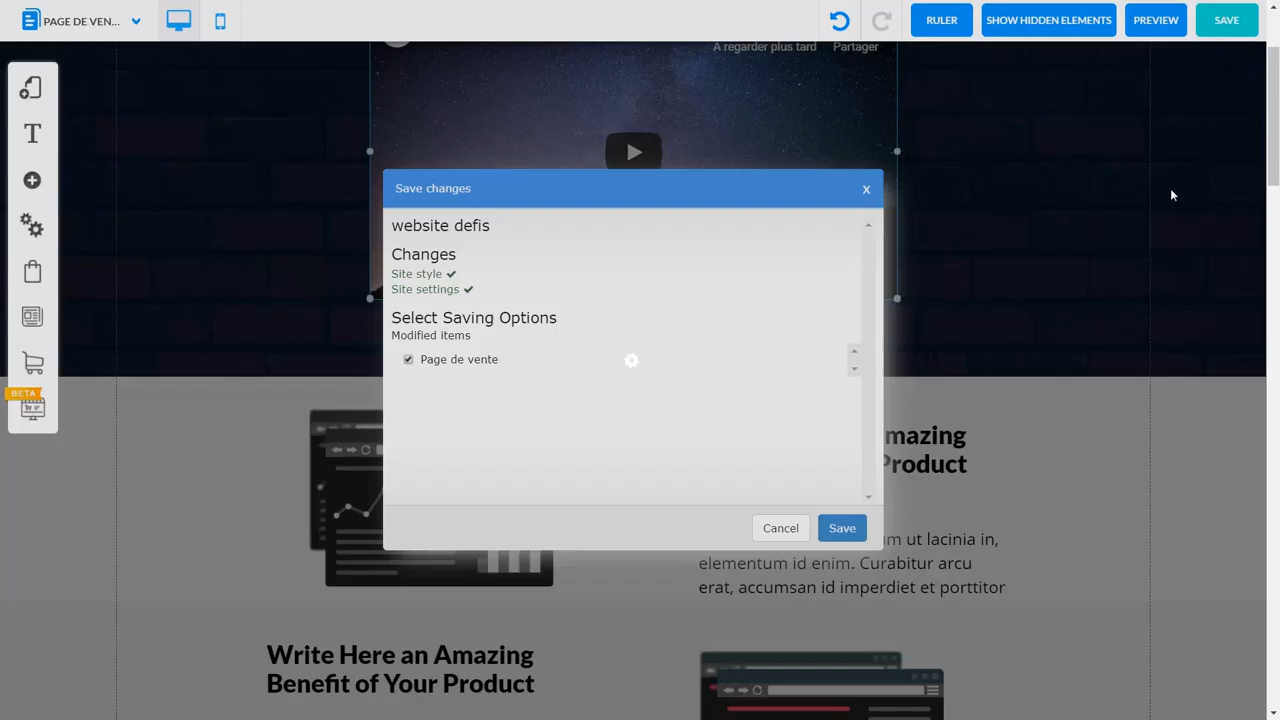 PAGE DE VEN...
RULER
SHOW HIDDEN ELEMENTS
PREVIEW
SAVE
A regarder plus tard
Partager
Save changes
X
website defis
Changes
Site style
Site settings
Select Saving Options
Modified items
Page de vente
Cancel
Save
BETA
mazing
Product
um ut lacinia in,
elementum id enim. Curabitur arcu
erat, accumsan id imperdiet et porttitor
Write Here an Amazing
Benefit of Your Product